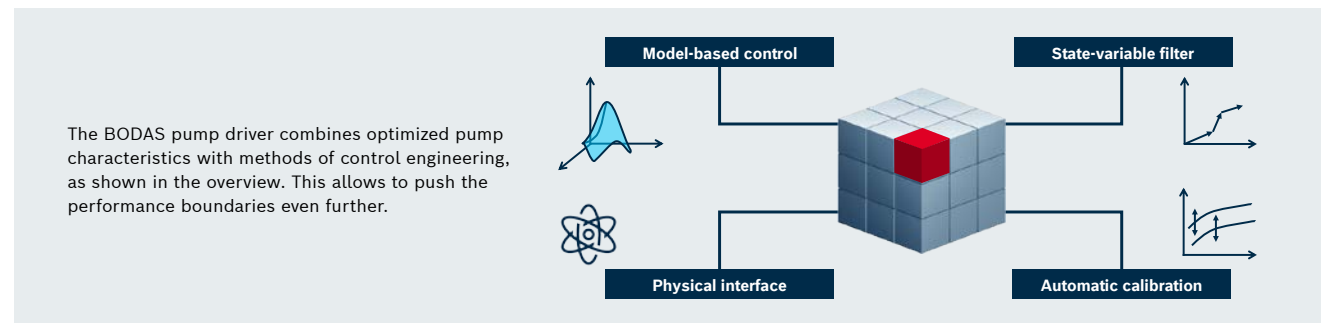 Model-based control
State-variable filter
The BODAS pump driver combines optimized pump
characteristics with methods of control engineering,
as shown in the overview. This allows to push the
performance boundaries even further.
Physical interface
Automatic calibration